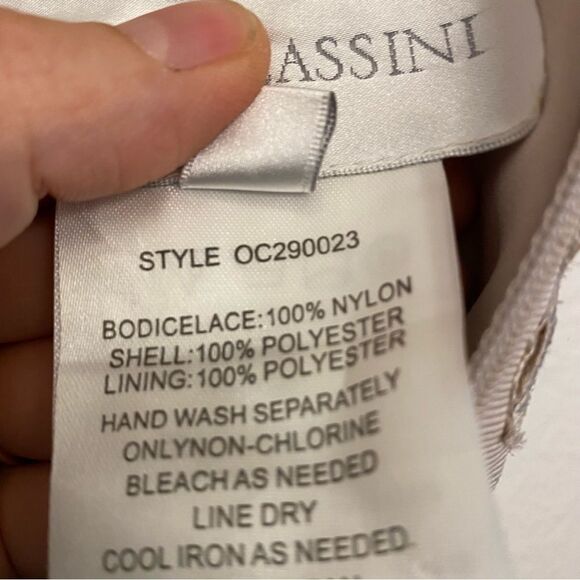 CASSINI
STYLE OC290023
BODICELACE:100% NYLON
SHELL:100% POLYESTER
LINING:100% POLYESTER
HAND WASH SEPARATELY
ONLYNON-CHLORINE
BLEACH AS NEEDED
LINE DRY
COOL IRON AS NEEDED.